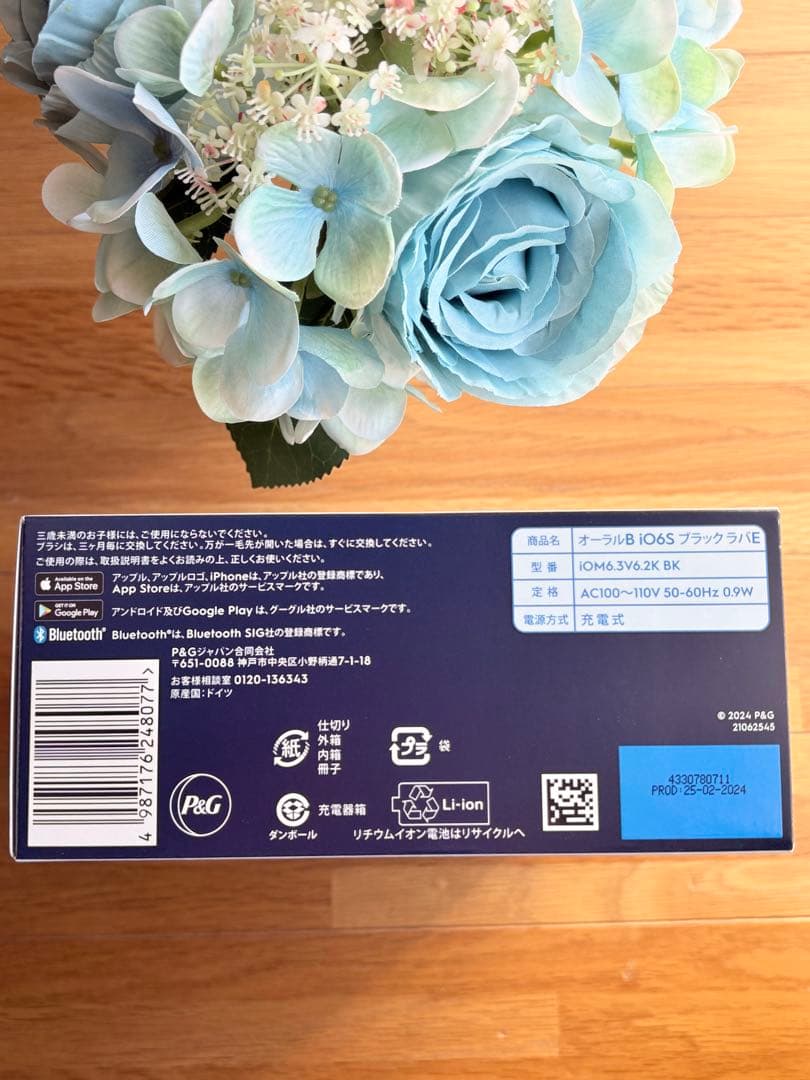 三歳未満のお子様には、ご使用にならないでください。
ブラシは、三ヶ月毎に交換してください。万が一毛先が開いた場合は、すぐに交換してください。
ご使用の際は、取扱説明書をよくお読みの上、正しくお使いください。
Available on the
App Store
アップル、アップルロゴ、iPhoneは、アップル社の登録商標であり、
App Storeは、アップル社のサービスマークです。
GET IT ON
Google Play
アンドロイド及びGoogle Play は、グーグル社のサービスマークです。
Bluetooth®
Bluetooth®は、Bluetooth SIG社の登録商標です。
P&Gジャパン合同会社
〒651-0088 神戸市中央区小野柄通7-1-18
お客様相談室 0120-136343
原産国:ドイツ
商品名 オーラルB iO6S ブラック ラバE
型番 iOM6.3V6.2K BK
定格 AC100～110V 50-60Hz 0.9W
電源方式 充電式
© 2024 P&G
21062545
4 987176 248077 >
紙
仕切り
外箱
内箱
冊子
プラ
袋
P&G
充電器箱
ダンボール
Li-ion
リチウムイオン電池はリサイクルへ
4330780711
PROD:25-02-2024